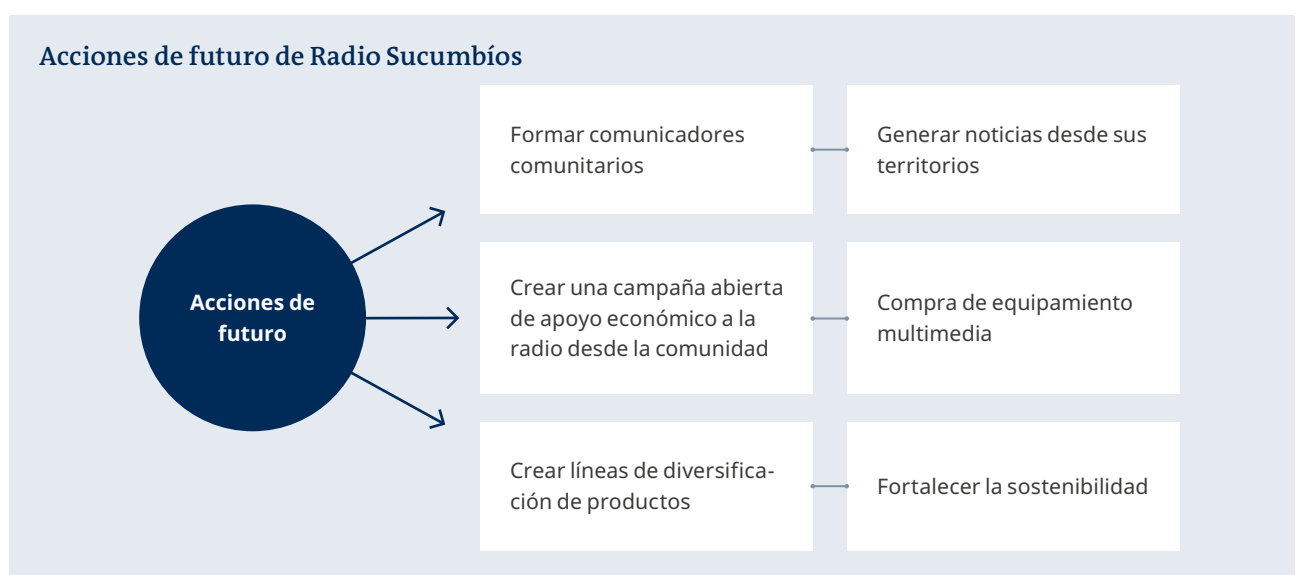 Acciones de futuro de Radio Sucumbíos
Acciones de
futuro
Formar comunicadores
comunitarios
Generar noticias desde sus
territorios
Crear una campaña abierta
de apoyo económico a la
radio desde la comunidad
Compra de equipamiento
multimedia
Crear líneas de diversifica-
ción de productos
Fortalecer la sostenibilidad